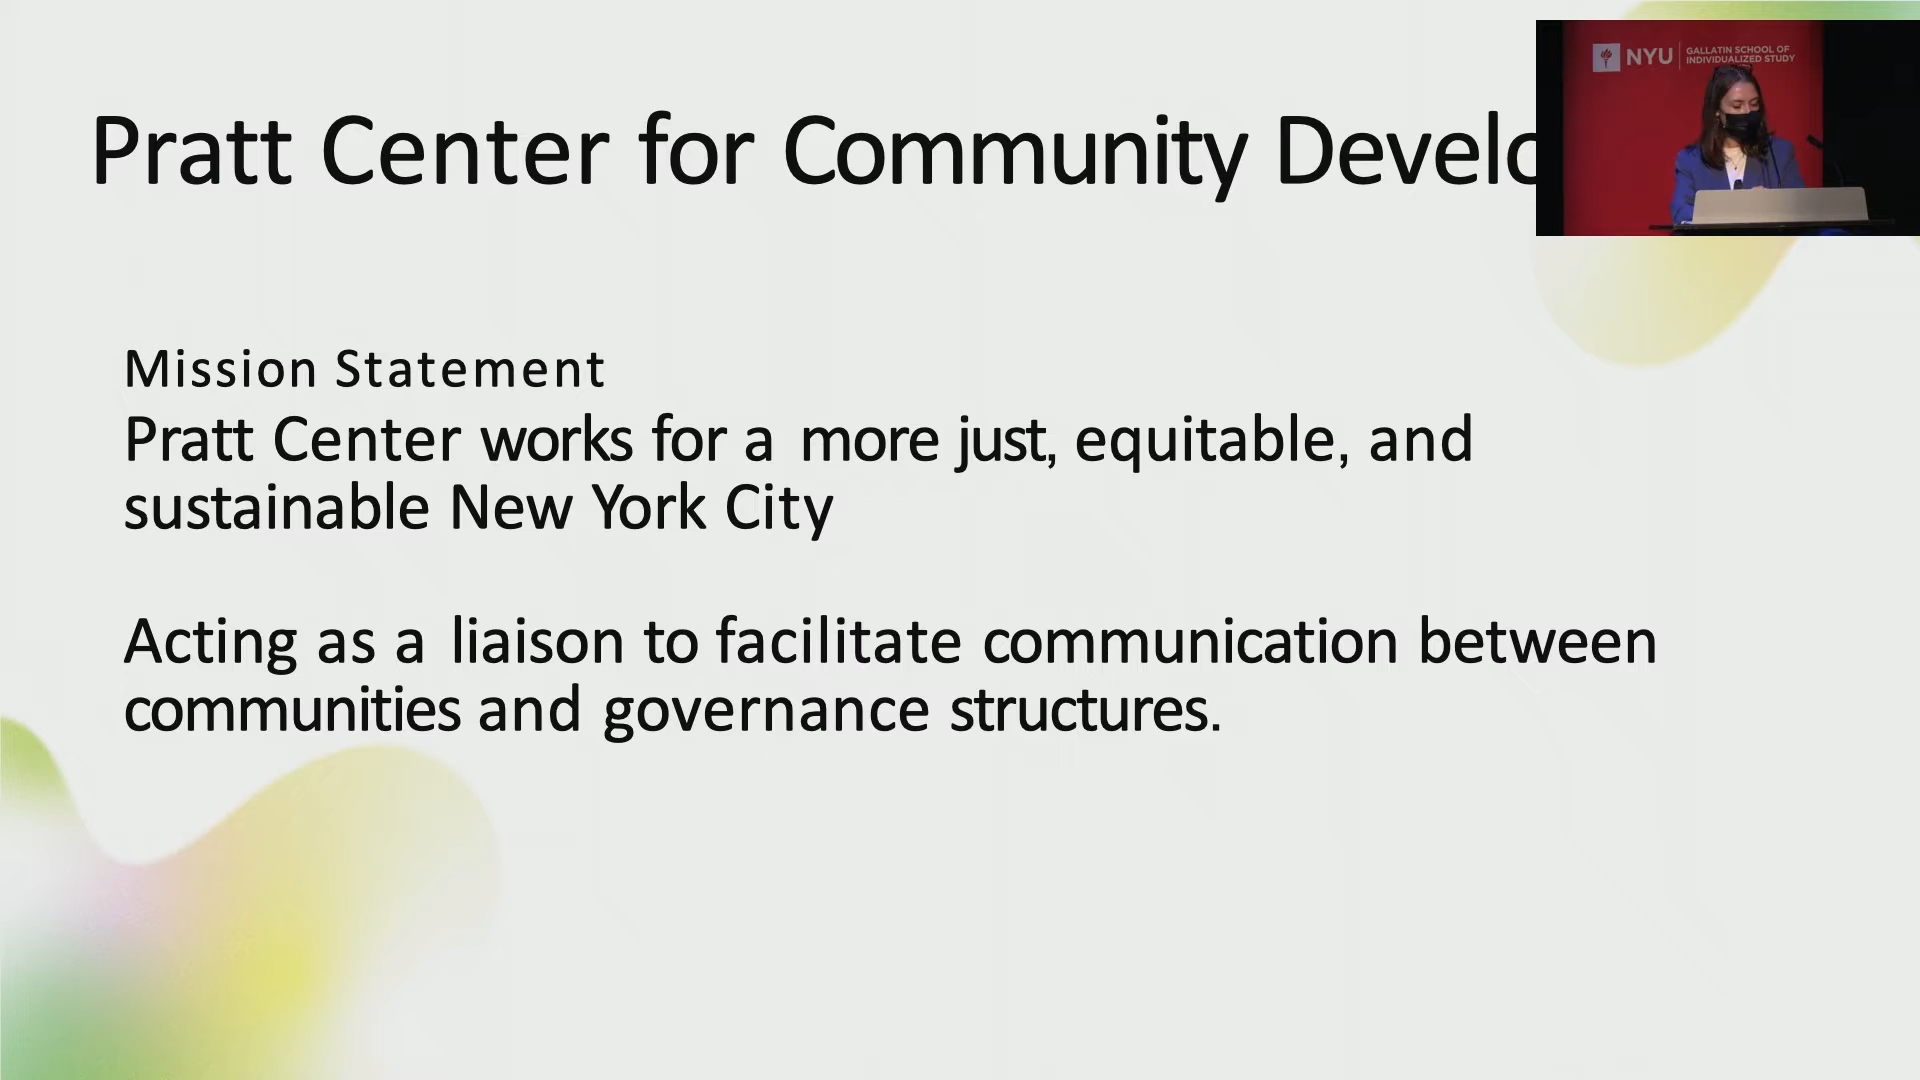 Pratt Center for Community Develo
NYU
GALLATIN SCHOOL OF
INDIVIDUALIZED STUDY
Mission Statement
Pratt Center works for a more just, equitable, and
sustainable New York City
Acting as a liaison to facilitate communication between
communities and governance structures.